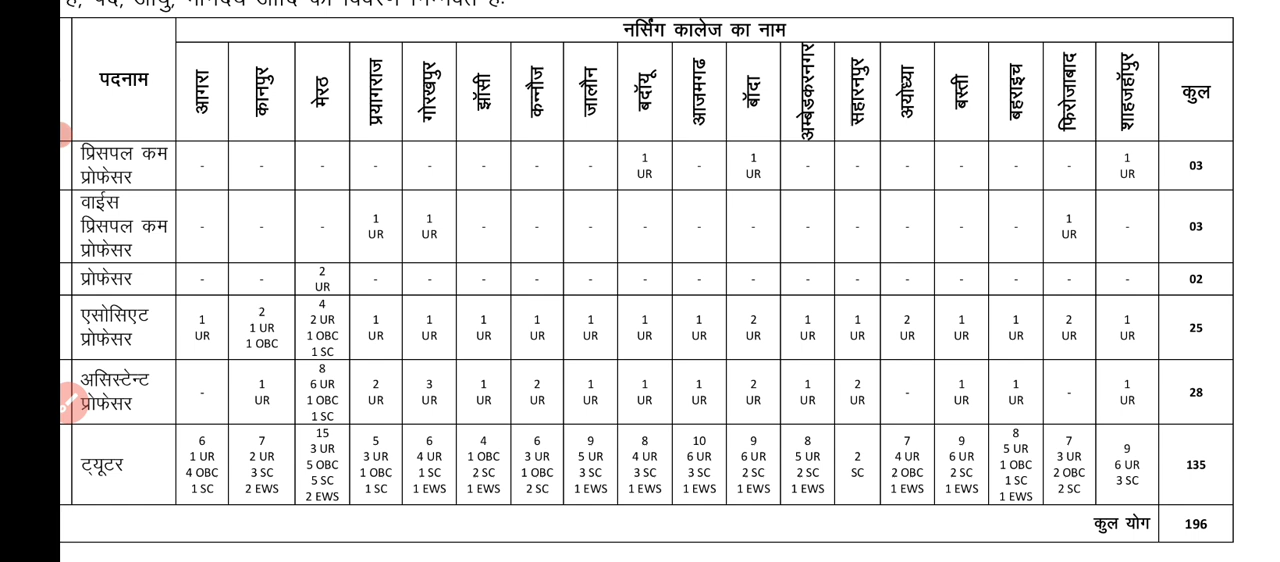 नर्सिंग कालेज का नाम
पदनाम आगरा कानपुर मेरठ प्रयागराज गोरखपुर झॉसी कन्नौज जालौन बदॉयू आजमगढ बॉदा अम्बेडकरनगर सहारनपुर अयोध्या बस्ती बहराइच फिरोजाबाद शाहजहॉपुर कुल
प्रिसपल कम प्रोफेसर - - - - - - - - 1 UR - 1 UR - - - - - - 1 UR 03
वाईस प्रिसपल कम प्रोफेसर - - - 1 UR 1 UR - - - - - - - - - - - 1 UR - 03
प्रोफेसर - - 2 UR - - - - - - - - - - - - - - - 02
एसोसिएट प्रोफेसर 1 UR 2 1 UR 1 OBC 4 2 UR 1 OBC 1 SC 1 UR 1 UR 1 UR 1 UR 1 UR 1 UR 1 UR 2 UR 1 UR 1 UR 2 UR 1 UR 1 UR 2 UR 1 UR 25
असिस्टेन्ट प्रोफेसर - 1 UR 8 6 UR 1 OBC 1 SC 2 UR 3 UR 1 UR 2 UR 1 UR 1 UR 1 UR 2 UR 1 UR 2 UR - 1 UR 1 UR - 1 UR 28
ट्यूटर 6 1 UR 4 OBC 1 SC 7 2 UR 3 SC 2 EWS 15 3 UR 5 OBC 5 SC 2 EWS 5 3 UR 1 OBC 1 SC 6 4 UR 1 SC 1 EWS 4 1 OBC 2 SC 1 EWS 6 3 UR 1 OBC 2 SC 9 5 UR 3 SC 1 EWS 8 4 UR 3 SC 1 EWS 10 6 UR 3 SC 1 EWS 9 6 UR 2 SC 1 EWS 8 5 UR 2 SC 1 EWS 2 SC 7 4 UR 2 OBC 1 EWS 9 6 UR 2 SC 1 EWS 8 5 UR 1 OBC 1 SC 1 EWS 7 3 UR 2 OBC 2 SC 9 6 UR 3 SC 135
कुल योग 196